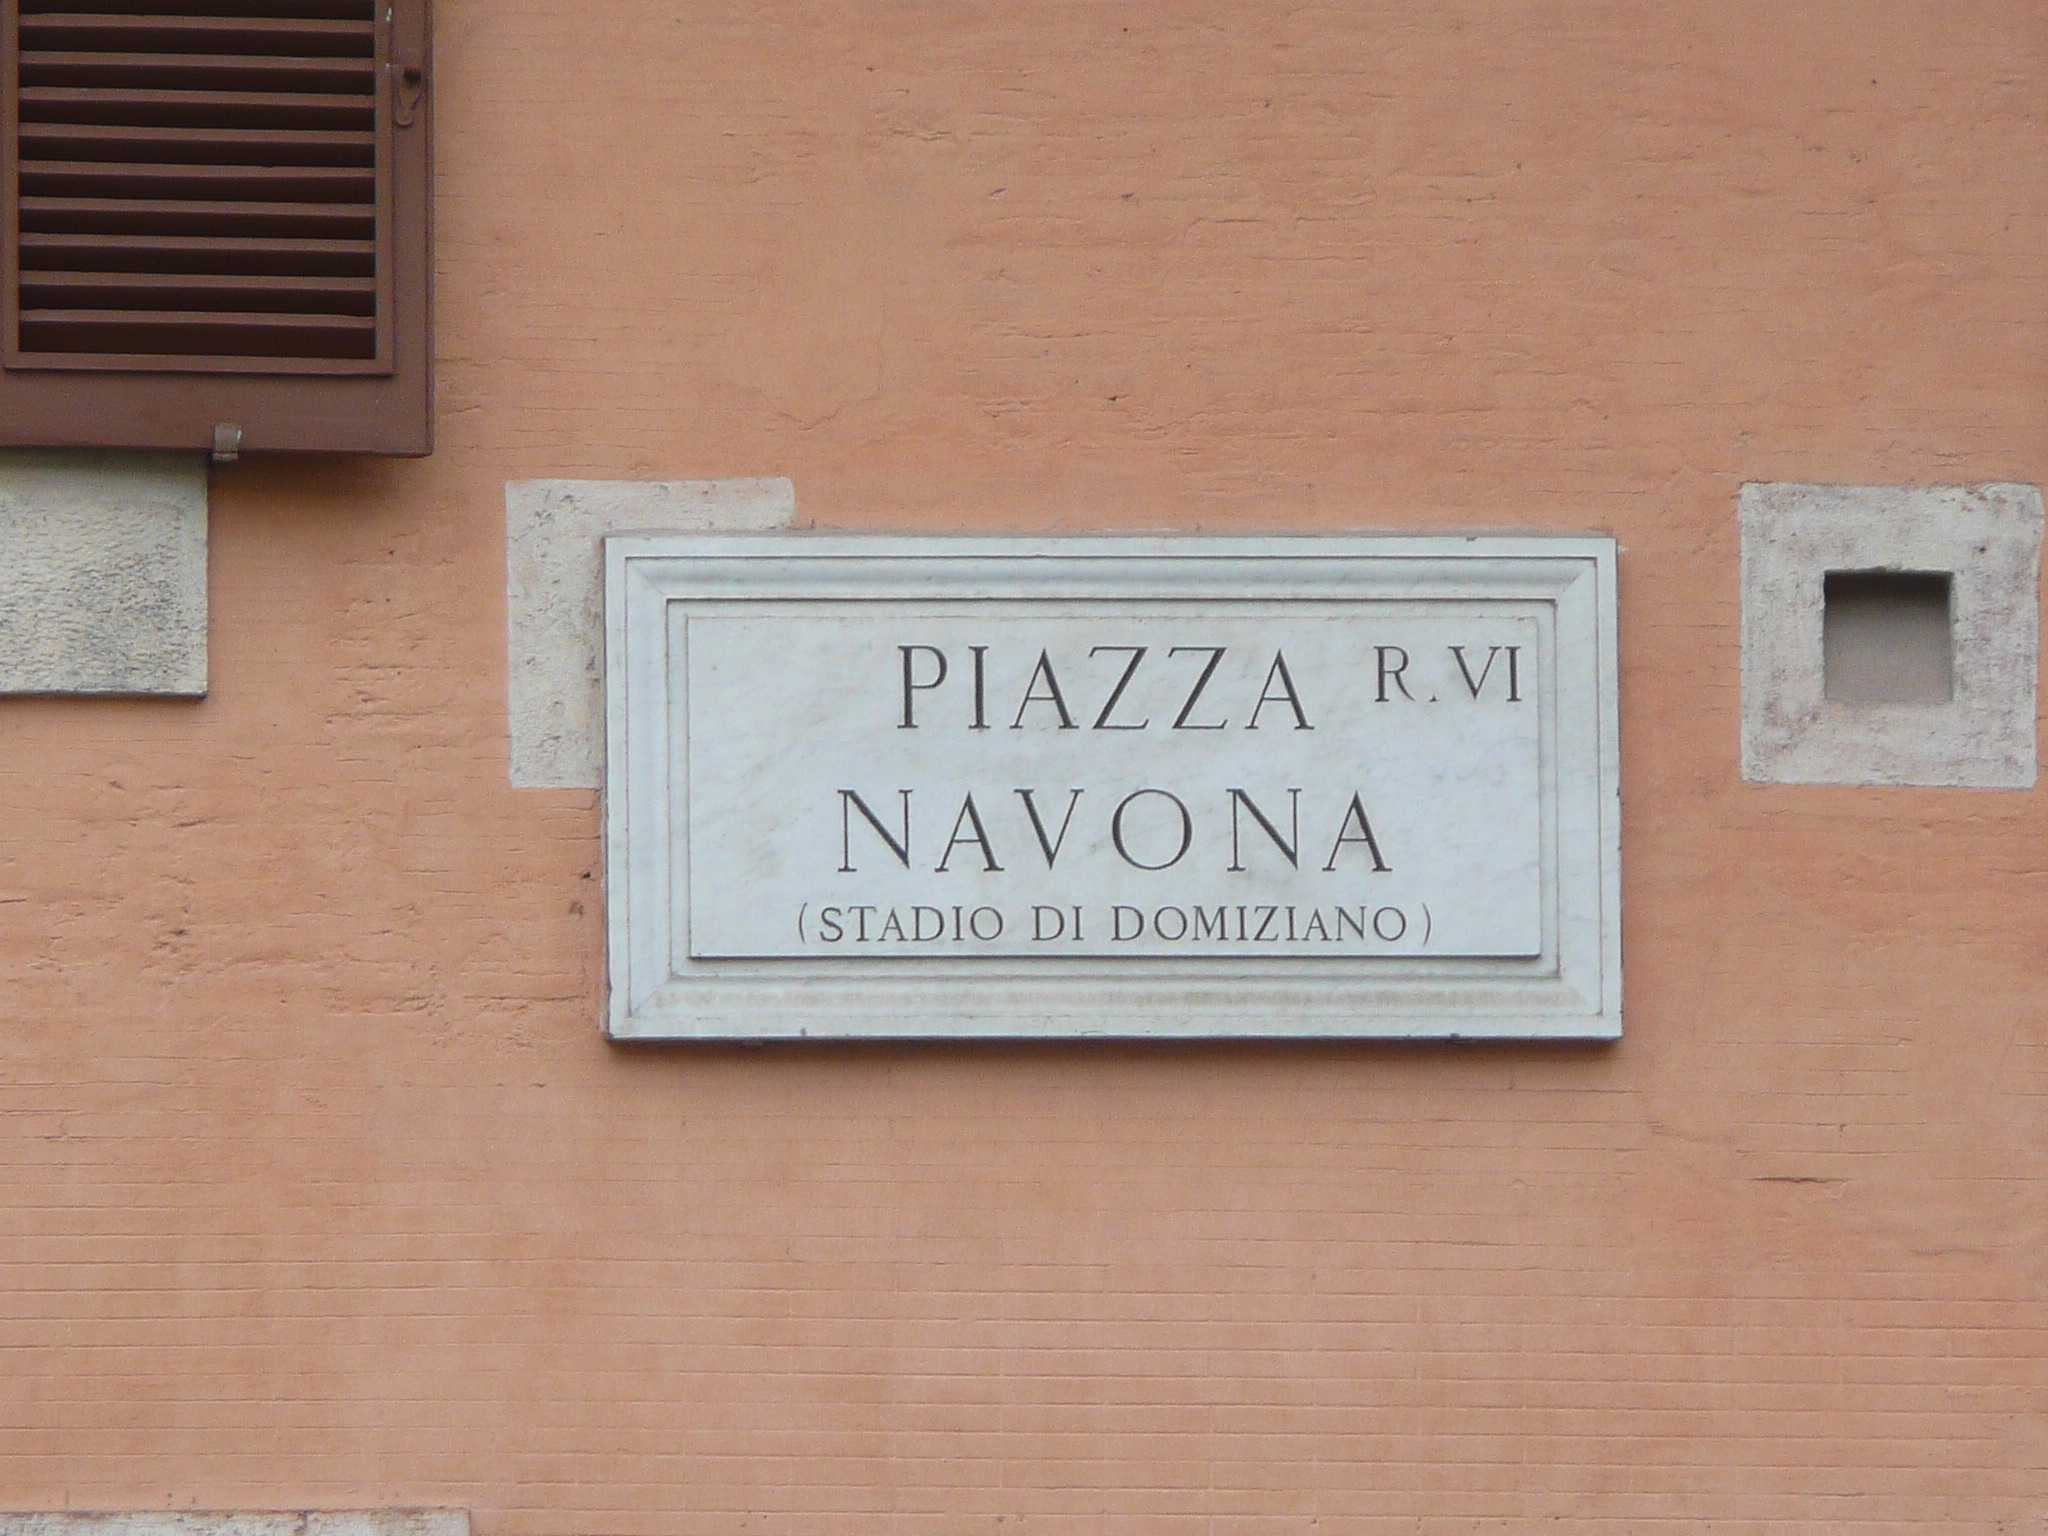 PIAZZA R. VI
NAVONA
(STADIO DI DOMIZIANO)